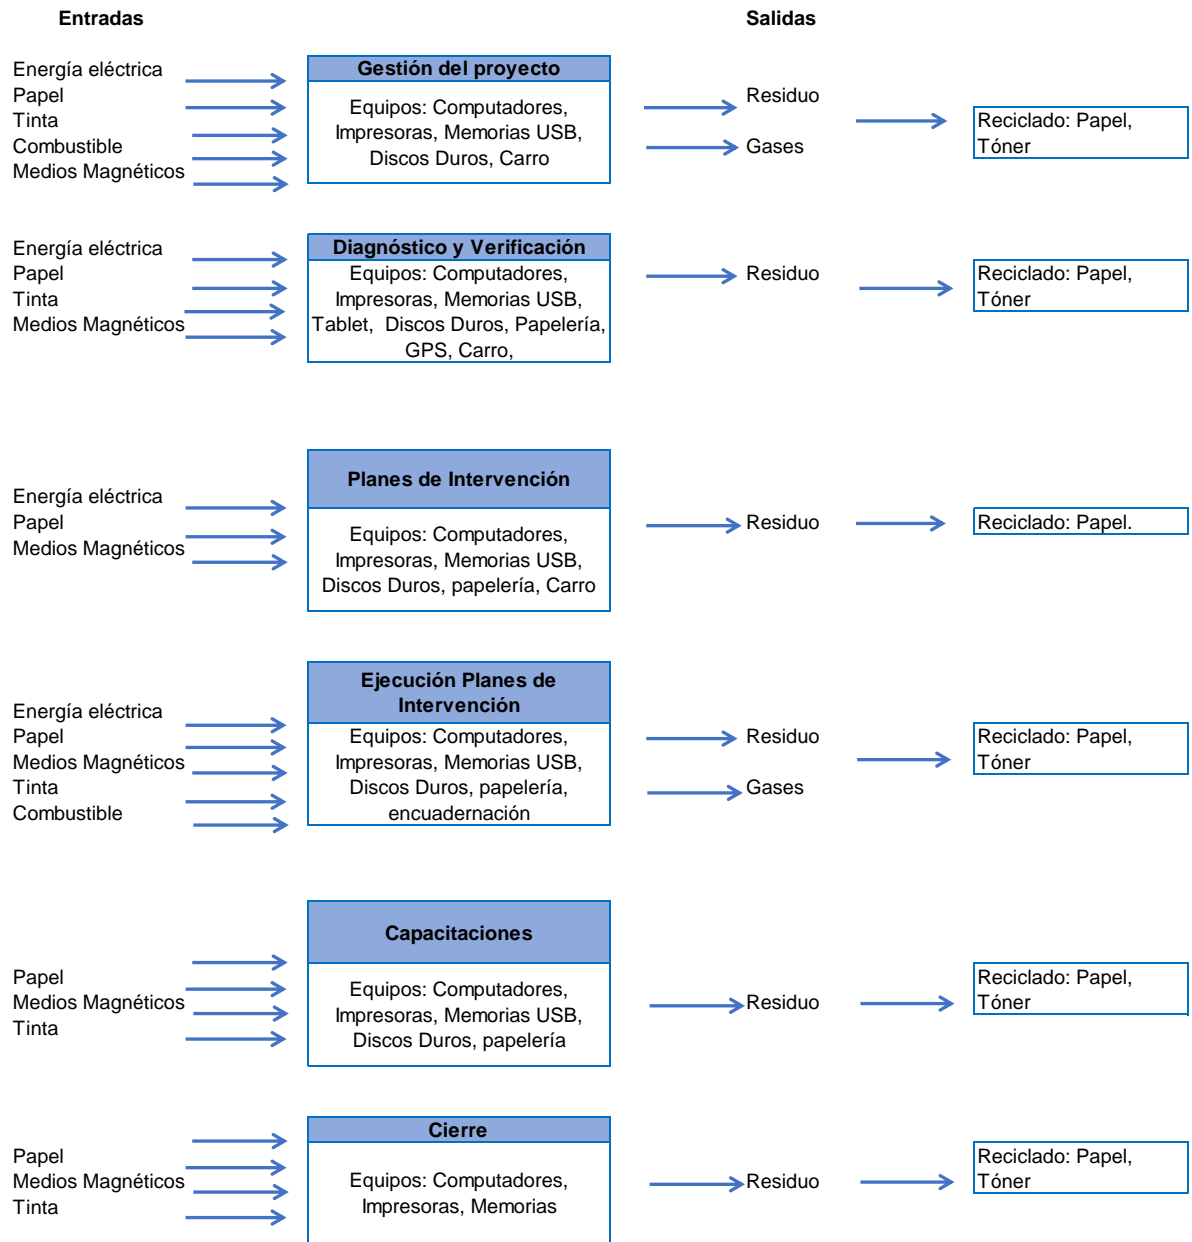 Entradas
Salidas
Energía eléctrica
Papel
Tinta
Combustible
Medios Magnéticos
Gestión del proyecto
Equipos: Computadores,
Impresoras, Memorias USB,
Discos Duros, Carro
Residuo
Gases
Reciclado: Papel,
Tóner
Energía eléctrica
Papel
Tinta
Medios Magnéticos
Diagnóstico y Verificación
Equipos: Computadores,
Impresoras, Memorias USB,
Tablet, Discos Duros, Papelería,
GPS, Carro,
Residuo
Reciclado: Papel,
Tóner
Energía eléctrica
Papel
Medios Magnéticos
Planes de Intervención
Equipos: Computadores,
Impresoras, Memorias USB,
Discos Duros, papelería, Carro
Residuo
Reciclado: Papel.
Energía eléctrica
Papel
Medios Magnéticos
Tinta
Combustible
Ejecución Planes de
Intervención
Equipos: Computadores,
Impresoras, Memorias USB,
Discos Duros, papelería,
encuadernación
Residuo
Gases
Reciclado: Papel,
Tóner
Papel
Medios Magnéticos
Tinta
Capacitaciones
Equipos: Computadores,
Impresoras, Memorias USB,
Discos Duros, papelería
Residuo
Reciclado: Papel,
Tóner
Papel
Medios Magnéticos
Tinta
Cierre
Equipos: Computadores,
Impresoras, Memorias
Residuo
Reciclado: Papel,
Tóner